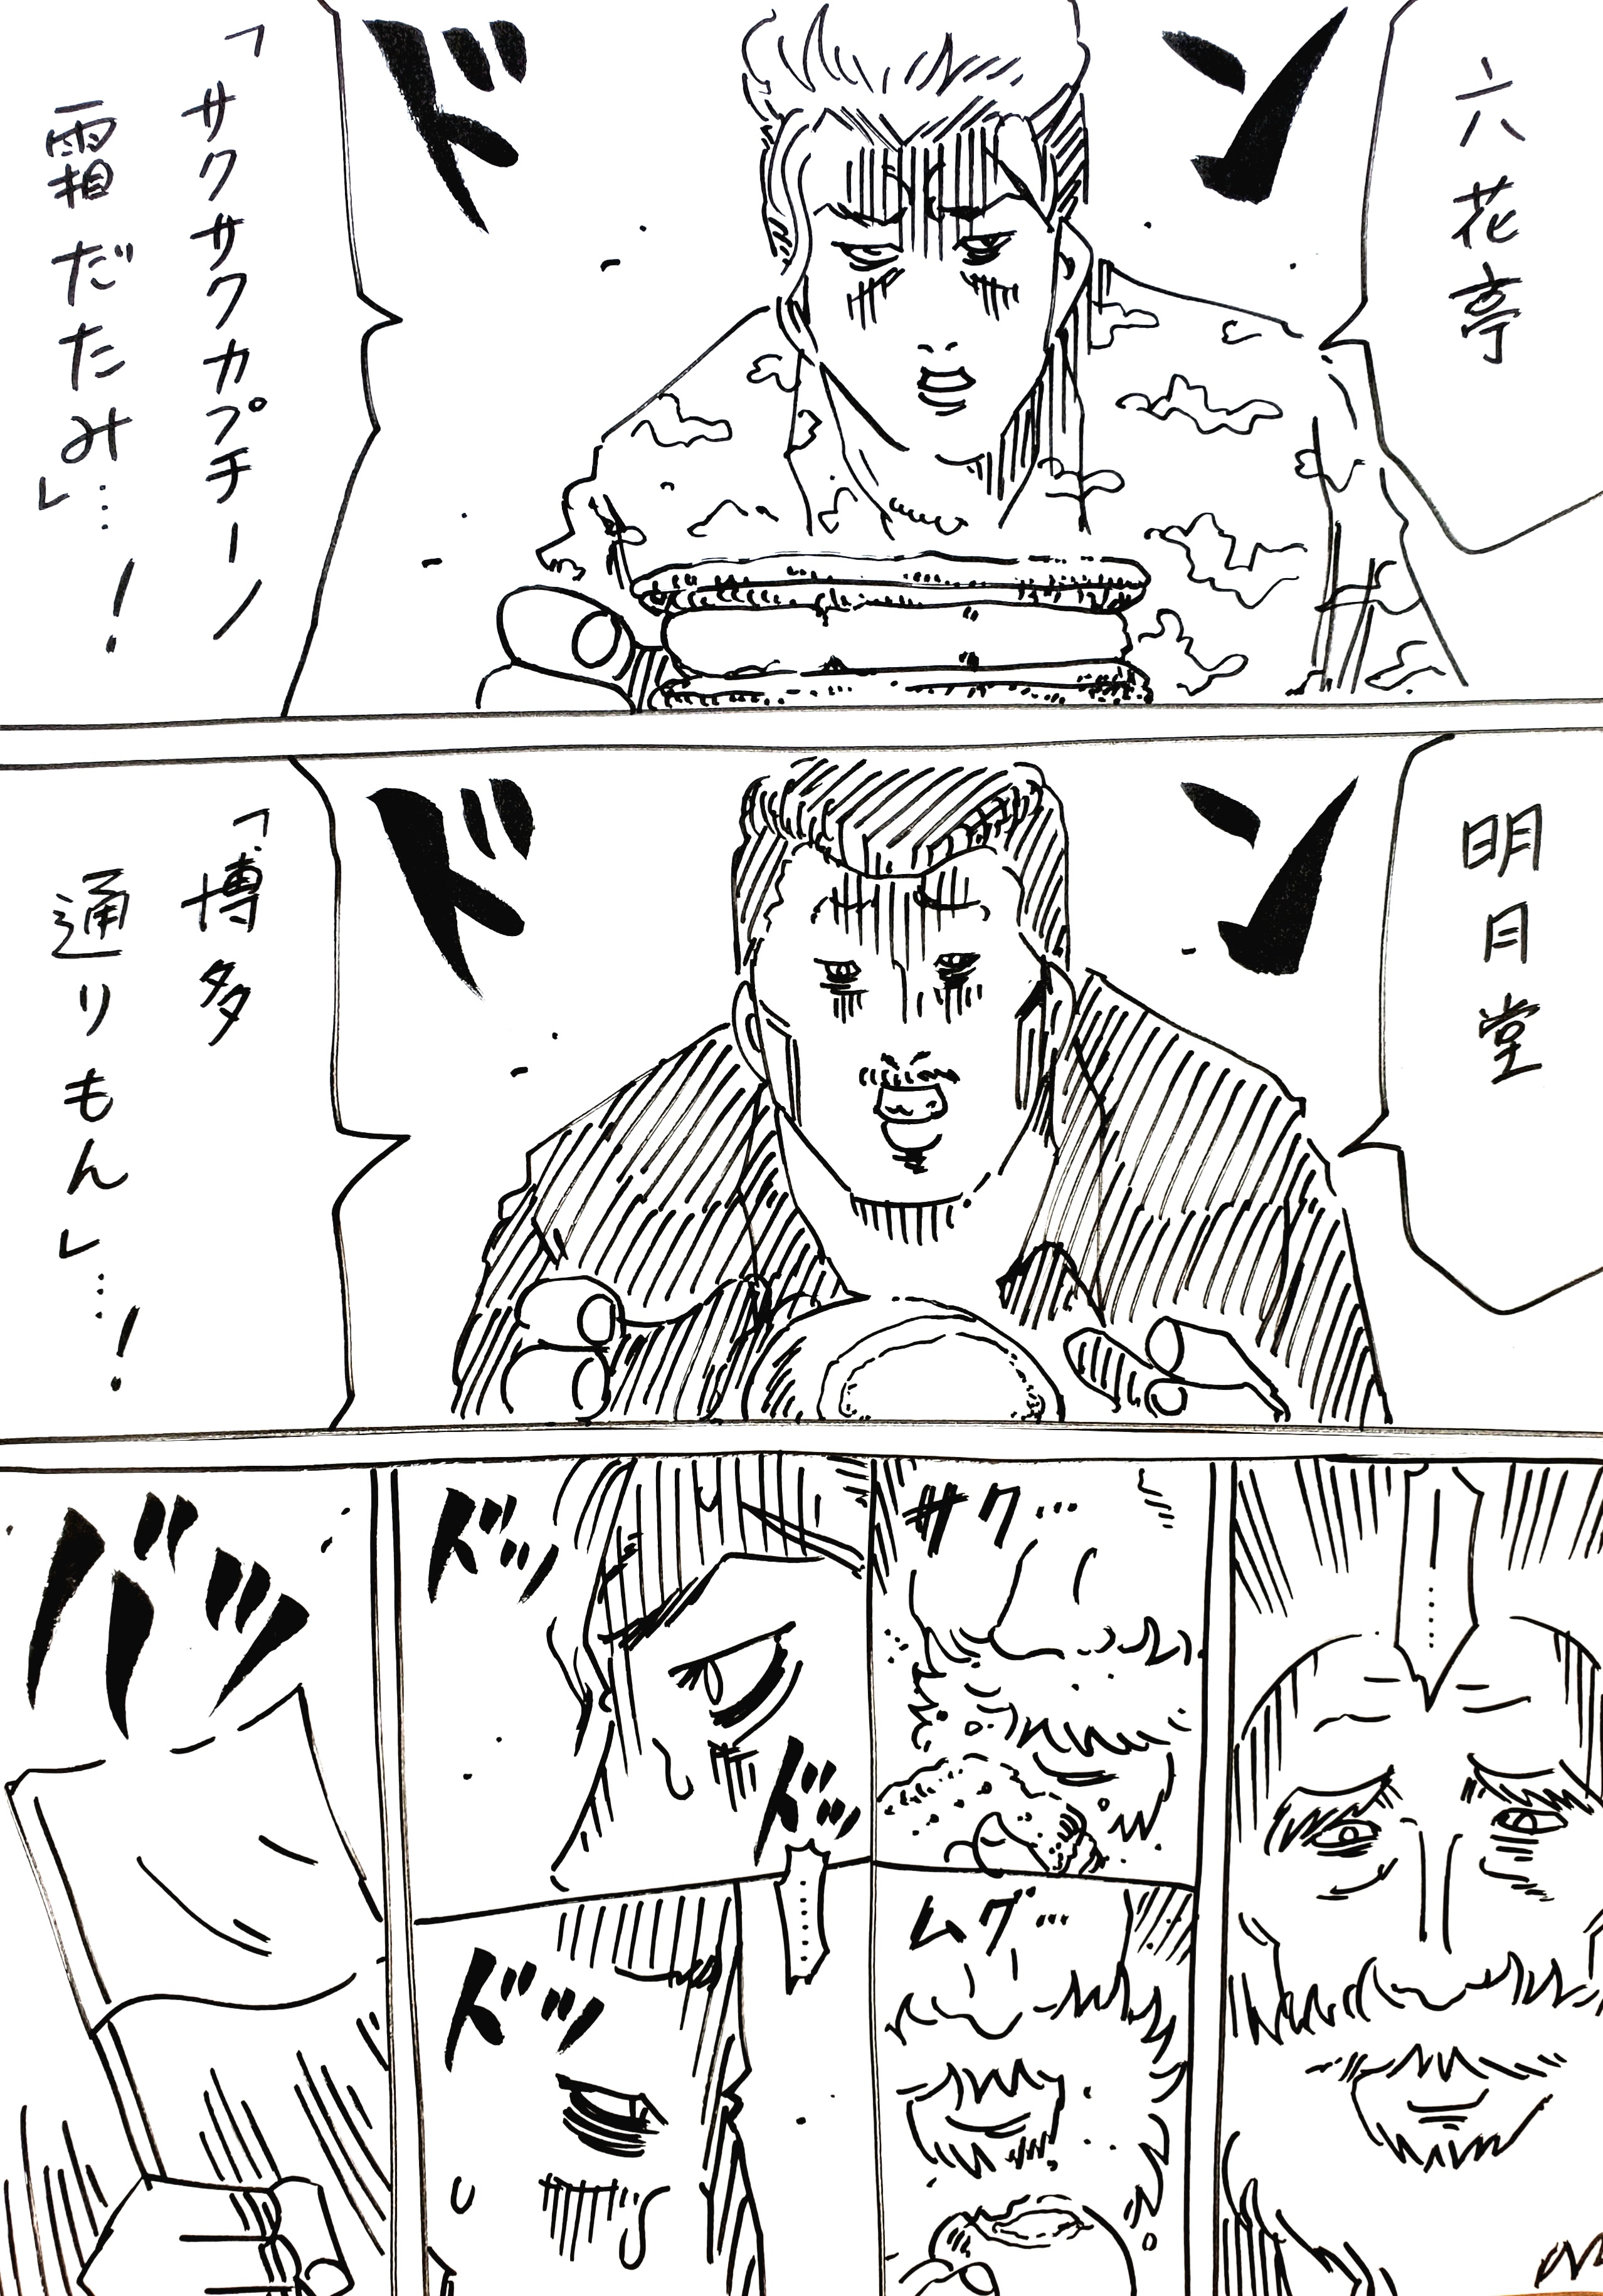 六花亭
ドン
「サクサクカプチーノ
霜だたみ」…!
明月堂
ドン
「博多
通りもん」…!
……
サク…
ムグ…
ドッ
ドッ
……
ドッ
バッ